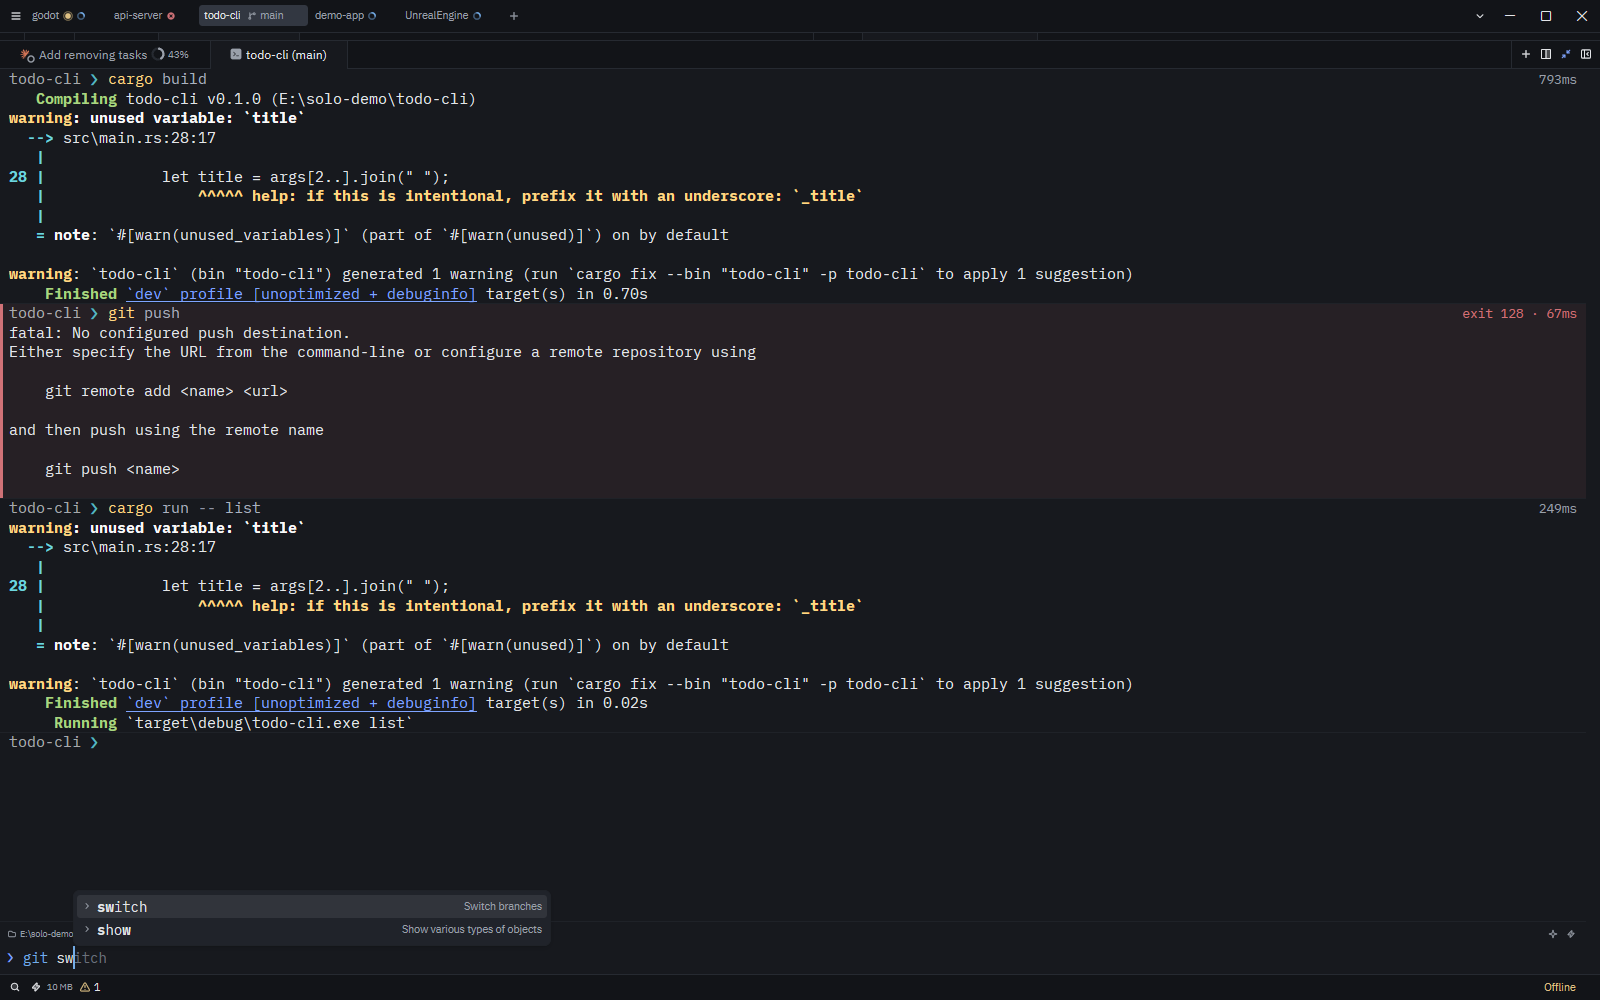 godot
api-server
todo-cli main
demo-app
UnrealEngine
Add removing tasks 43%
todo-cli (main)
todo-cli ❯ cargo build 793ms
Compiling todo-cli v0.1.0 (E:\solo-demo\todo-cli)
warning: unused variable: `title`
--> src\main.rs:28:17
|
28 | let title = args[2..].join(" ");
| ^^^^^ help: if this is intentional, prefix it with an underscore: `_title`
|
= note: `#[warn(unused_variables)]` (part of `#[warn(unused)]`) on by default
warning: `todo-cli` (bin "todo-cli") generated 1 warning (run `cargo fix --bin "todo-cli" -p todo-cli` to apply 1 suggestion)
Finished `dev` profile [unoptimized + debuginfo] target(s) in 0.70s
todo-cli ❯ git push exit 128 · 67ms
fatal: No configured push destination.
Either specify the URL from the command-line or configure a remote repository using
git remote add <name> <url>
and then push using the remote name
git push <name>
todo-cli ❯ cargo run -- list 249ms
warning: unused variable: `title`
--> src\main.rs:28:17
|
28 | let title = args[2..].join(" ");
| ^^^^^ help: if this is intentional, prefix it with an underscore: `_title`
|
= note: `#[warn(unused_variables)]` (part of `#[warn(unused)]`) on by default
warning: `todo-cli` (bin "todo-cli") generated 1 warning (run `cargo fix --bin "todo-cli" -p todo-cli` to apply 1 suggestion)
Finished `dev` profile [unoptimized + debuginfo] target(s) in 0.02s
Running `target\debug\todo-cli.exe list`
todo-cli ❯
switch Switch branches
show Show various types of objects
E:\solo-demo
❯ git switch
10 MB 1
Offline